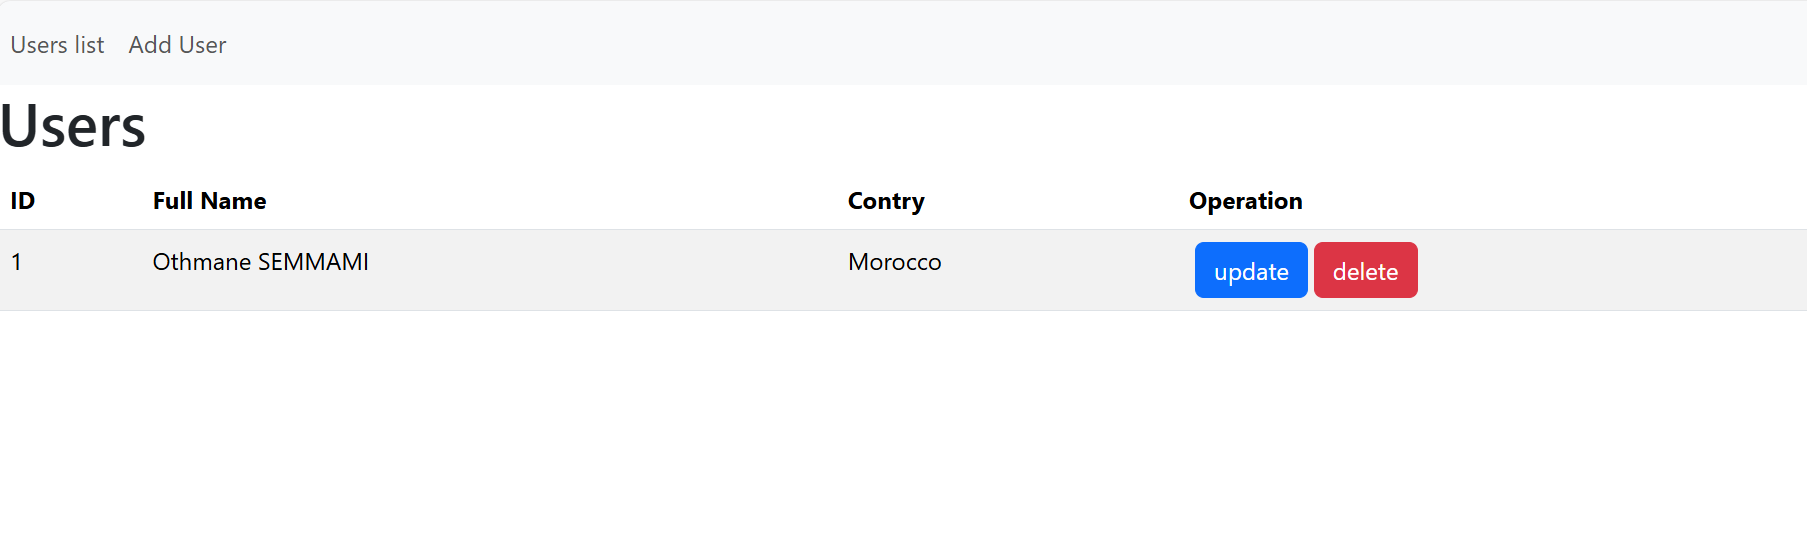 Users list Add User
Users
ID Full Name Contry Operation
1 Othmane SEMMAMI Morocco update delete